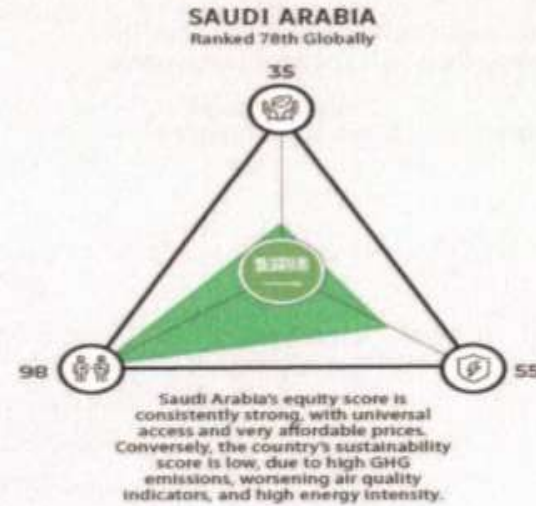 SAUDI ARABIA
Ranked 78th Globally
35
98
55
Saudi Arabia's equity score is
consistently strong, with universal
access and very affordable prices.
Conversely, the country's sustainability
score is low, due to high GHG
emissions, worsening air quality
indicators, and high energy intensity.